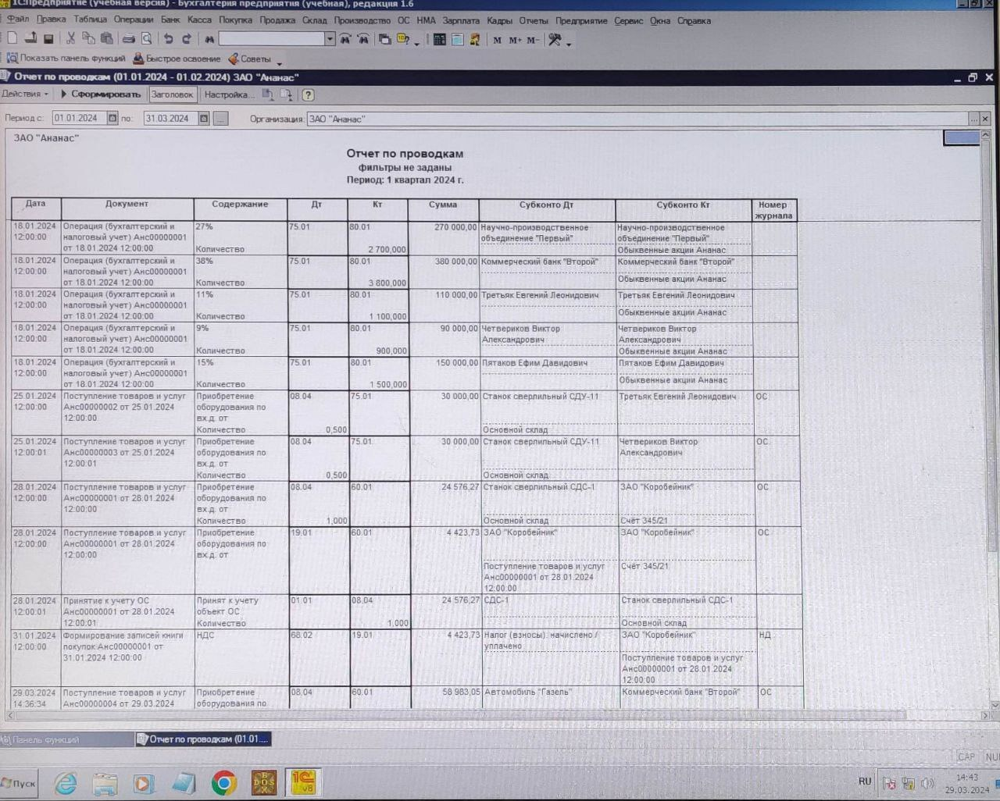 1С:Предприятие (учебная версия) - Бухгалтерия предприятия (учебная), редакция 1.6
Файл Правка Таблица Операции Банк Касса Покупка Продажа Склад Производство ОС НМА Зарплата Кадры Отчеты Предприятие Сервис Окна Справка
M M+ M-
Показать панель функций Быстрое освоение Советы
Отчет по проводкам (01.01.2024 - 01.02.2024) ЗАО "Ананас"
Действия Сформировать Заголовок Настройка...
Период с: 01.01.2024 по: 31.03.2024 ... Организация: ЗАО "Ананас"
ЗАО "Ананас"
Отчет по проводкам
фильтры не заданы
Период: 1 квартал 2024 г.
Дата Документ Содержание Дт Кт Сумма Субконто Дт Субконто Кт Номер
журнала
18.01.2024 Операция (бухгалтерский и 27% 75.01 80.01 270 000,00 Научно-производственное Научно-производственное
12:00:00 налоговый учет) Анс00000001 объединение "Первый" объединение "Первый"
от 18.01.2024 12:00:00 Количество 2 700,000 Обыквенные акции Ананас
18.01.2024 Операция (бухгалтерский и 38% 75.01 80.01 380 000,00 Коммерческий банк "Второй" Коммерческий банк "Второй"
12:00:00 налоговый учет) Анс00000001
от 18.01.2024 12:00:00 Количество 3 800,000 Обыквенные акции Ананас
18.01.2024 Операция (бухгалтерский и 11% 75.01 80.01 110 000,00 Третьяк Евгений Леонидович Третьяк Евгений Леонидович
12:00:00 налоговый учет) Анс00000001
от 18.01.2024 12:00:00 Количество 1 100,000 Обыквенные акции Ананас
18.01.2024 Операция (бухгалтерский и 9% 75.01 80.01 90 000,00 Четвериков Виктор Четвериков Виктор
12:00:00 налоговый учет) Анс00000001 Александрович Александрович
от 18.01.2024 12:00:00 Количество 900,000 Обыквенные акции Ананас
18.01.2024 Операция (бухгалтерский и 15% 75.01 80.01 150 000,00 Пятаков Ефим Давидович Пятаков Ефим Давидович
12:00:00 налоговый учет) Анс00000001
от 18.01.2024 12:00:00 Количество 1 500,000 Обыквенные акции Ананас
25.01.2024 Поступление товаров и услуг Приобретение 08.04 75.01 30 000,00 Станок сверлильный СДУ-11 Третьяк Евгений Леонидович ОС
12:00:00 Анс00000002 от 25.01.2024 оборудования по
12:00:00 вх.д. от
Количество 0,500 Основной склад
25.01.2024 Поступление товаров и услуг Приобретение 08.04 75.01 30 000,00 Станок сверлильный СДУ-11 Четвериков Виктор ОС
12:00:01 Анс00000003 от 25.01.2024 оборудования по Александрович
12:00:01 вх.д. от
Количество 0,500 Основной склад
28.01.2024 Поступление товаров и услуг Приобретение 08.04 60.01 24 576,27 Станок сверлильный СДС-1 ЗАО "Коробейник" ОС
12:00:00 Анс00000001 от 28.01.2024 оборудования по
12:00:00 вх.д. от
Количество 1,000 Основной склад Счёт 345/21
28.01.2024 Поступление товаров и услуг Приобретение 19.01 60.01 4 423,73 ЗАО "Коробейник" ЗАО "Коробейник" ОС
12:00:00 Анс00000001 от 28.01.2024 оборудования по
12:00:00 вх.д. от
Поступление товаров и услуг Счёт 345/21
Анс00000001 от 28.01.2024
12:00:00
28.01.2024 Принятие к учету ОС Принят к учету 01.01 08.04 24 576,27 СДС-1 Станок сверлильный СДС-1
12:00:01 Анс00000001 от 28.01.2024 объект ОС
12:00:01 Количество 1,000 Основной склад
31.01.2024 Формирование записей книги НДС 68.02 19.01 4 423,73 Налог (взносы): начислено / ЗАО "Коробейник" НД
12:00:00 покупок Анс00000001 от уплачено
31.01.2024 12:00:00 Поступление товаров и услуг
Анс00000001 от 28.01.2024
12:00:00
29.03.2024 Поступление товаров и услуг Приобретение 08.04 60.01 58 983,05 Автомобиль "Газель" Коммерческий банк "Второй" ОС
14:36:34 Анс00000004 от 29.03.2024 оборудования по
Панель функций Отчет по проводкам (01.01....
CAP NU
Пуск DOS BOX 1С v8 RU 14:43
29.03.2024